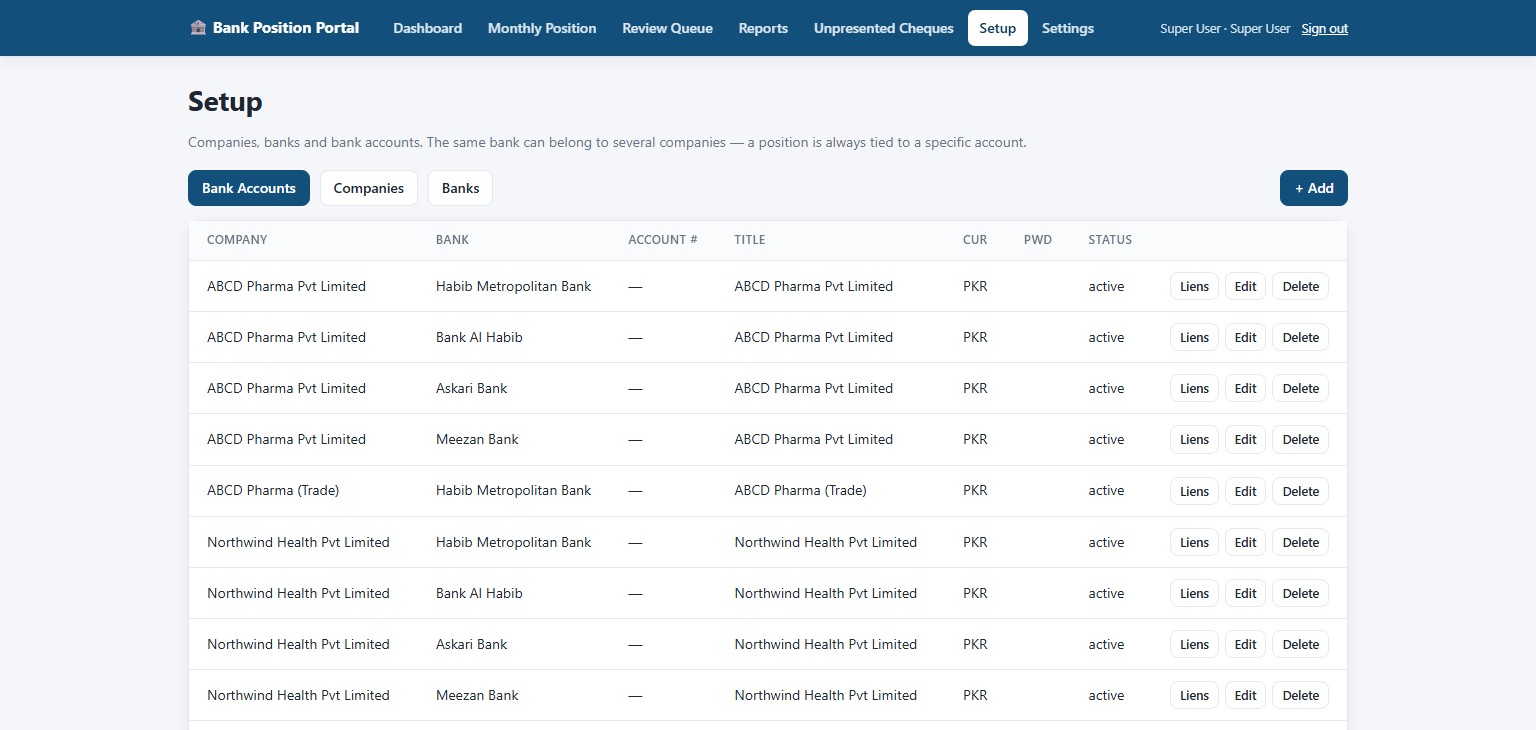 Bank Position Portal Dashboard Monthly Position Review Queue Reports Unpresented Cheques Setup Settings Super User · Super User Sign out
Setup
Companies, banks and bank accounts. The same bank can belong to several companies — a position is always tied to a specific account.
Bank Accounts Companies Banks + Add
COMPANY BANK ACCOUNT # TITLE CUR PWD STATUS
ABCD Pharma Pvt Limited Habib Metropolitan Bank — ABCD Pharma Pvt Limited PKR active Liens Edit Delete
ABCD Pharma Pvt Limited Bank Al Habib — ABCD Pharma Pvt Limited PKR active Liens Edit Delete
ABCD Pharma Pvt Limited Askari Bank — ABCD Pharma Pvt Limited PKR active Liens Edit Delete
ABCD Pharma Pvt Limited Meezan Bank — ABCD Pharma Pvt Limited PKR active Liens Edit Delete
ABCD Pharma (Trade) Habib Metropolitan Bank — ABCD Pharma (Trade) PKR active Liens Edit Delete
Northwind Health Pvt Limited Habib Metropolitan Bank — Northwind Health Pvt Limited PKR active Liens Edit Delete
Northwind Health Pvt Limited Bank Al Habib — Northwind Health Pvt Limited PKR active Liens Edit Delete
Northwind Health Pvt Limited Askari Bank — Northwind Health Pvt Limited PKR active Liens Edit Delete
Northwind Health Pvt Limited Meezan Bank — Northwind Health Pvt Limited PKR active Liens Edit Delete